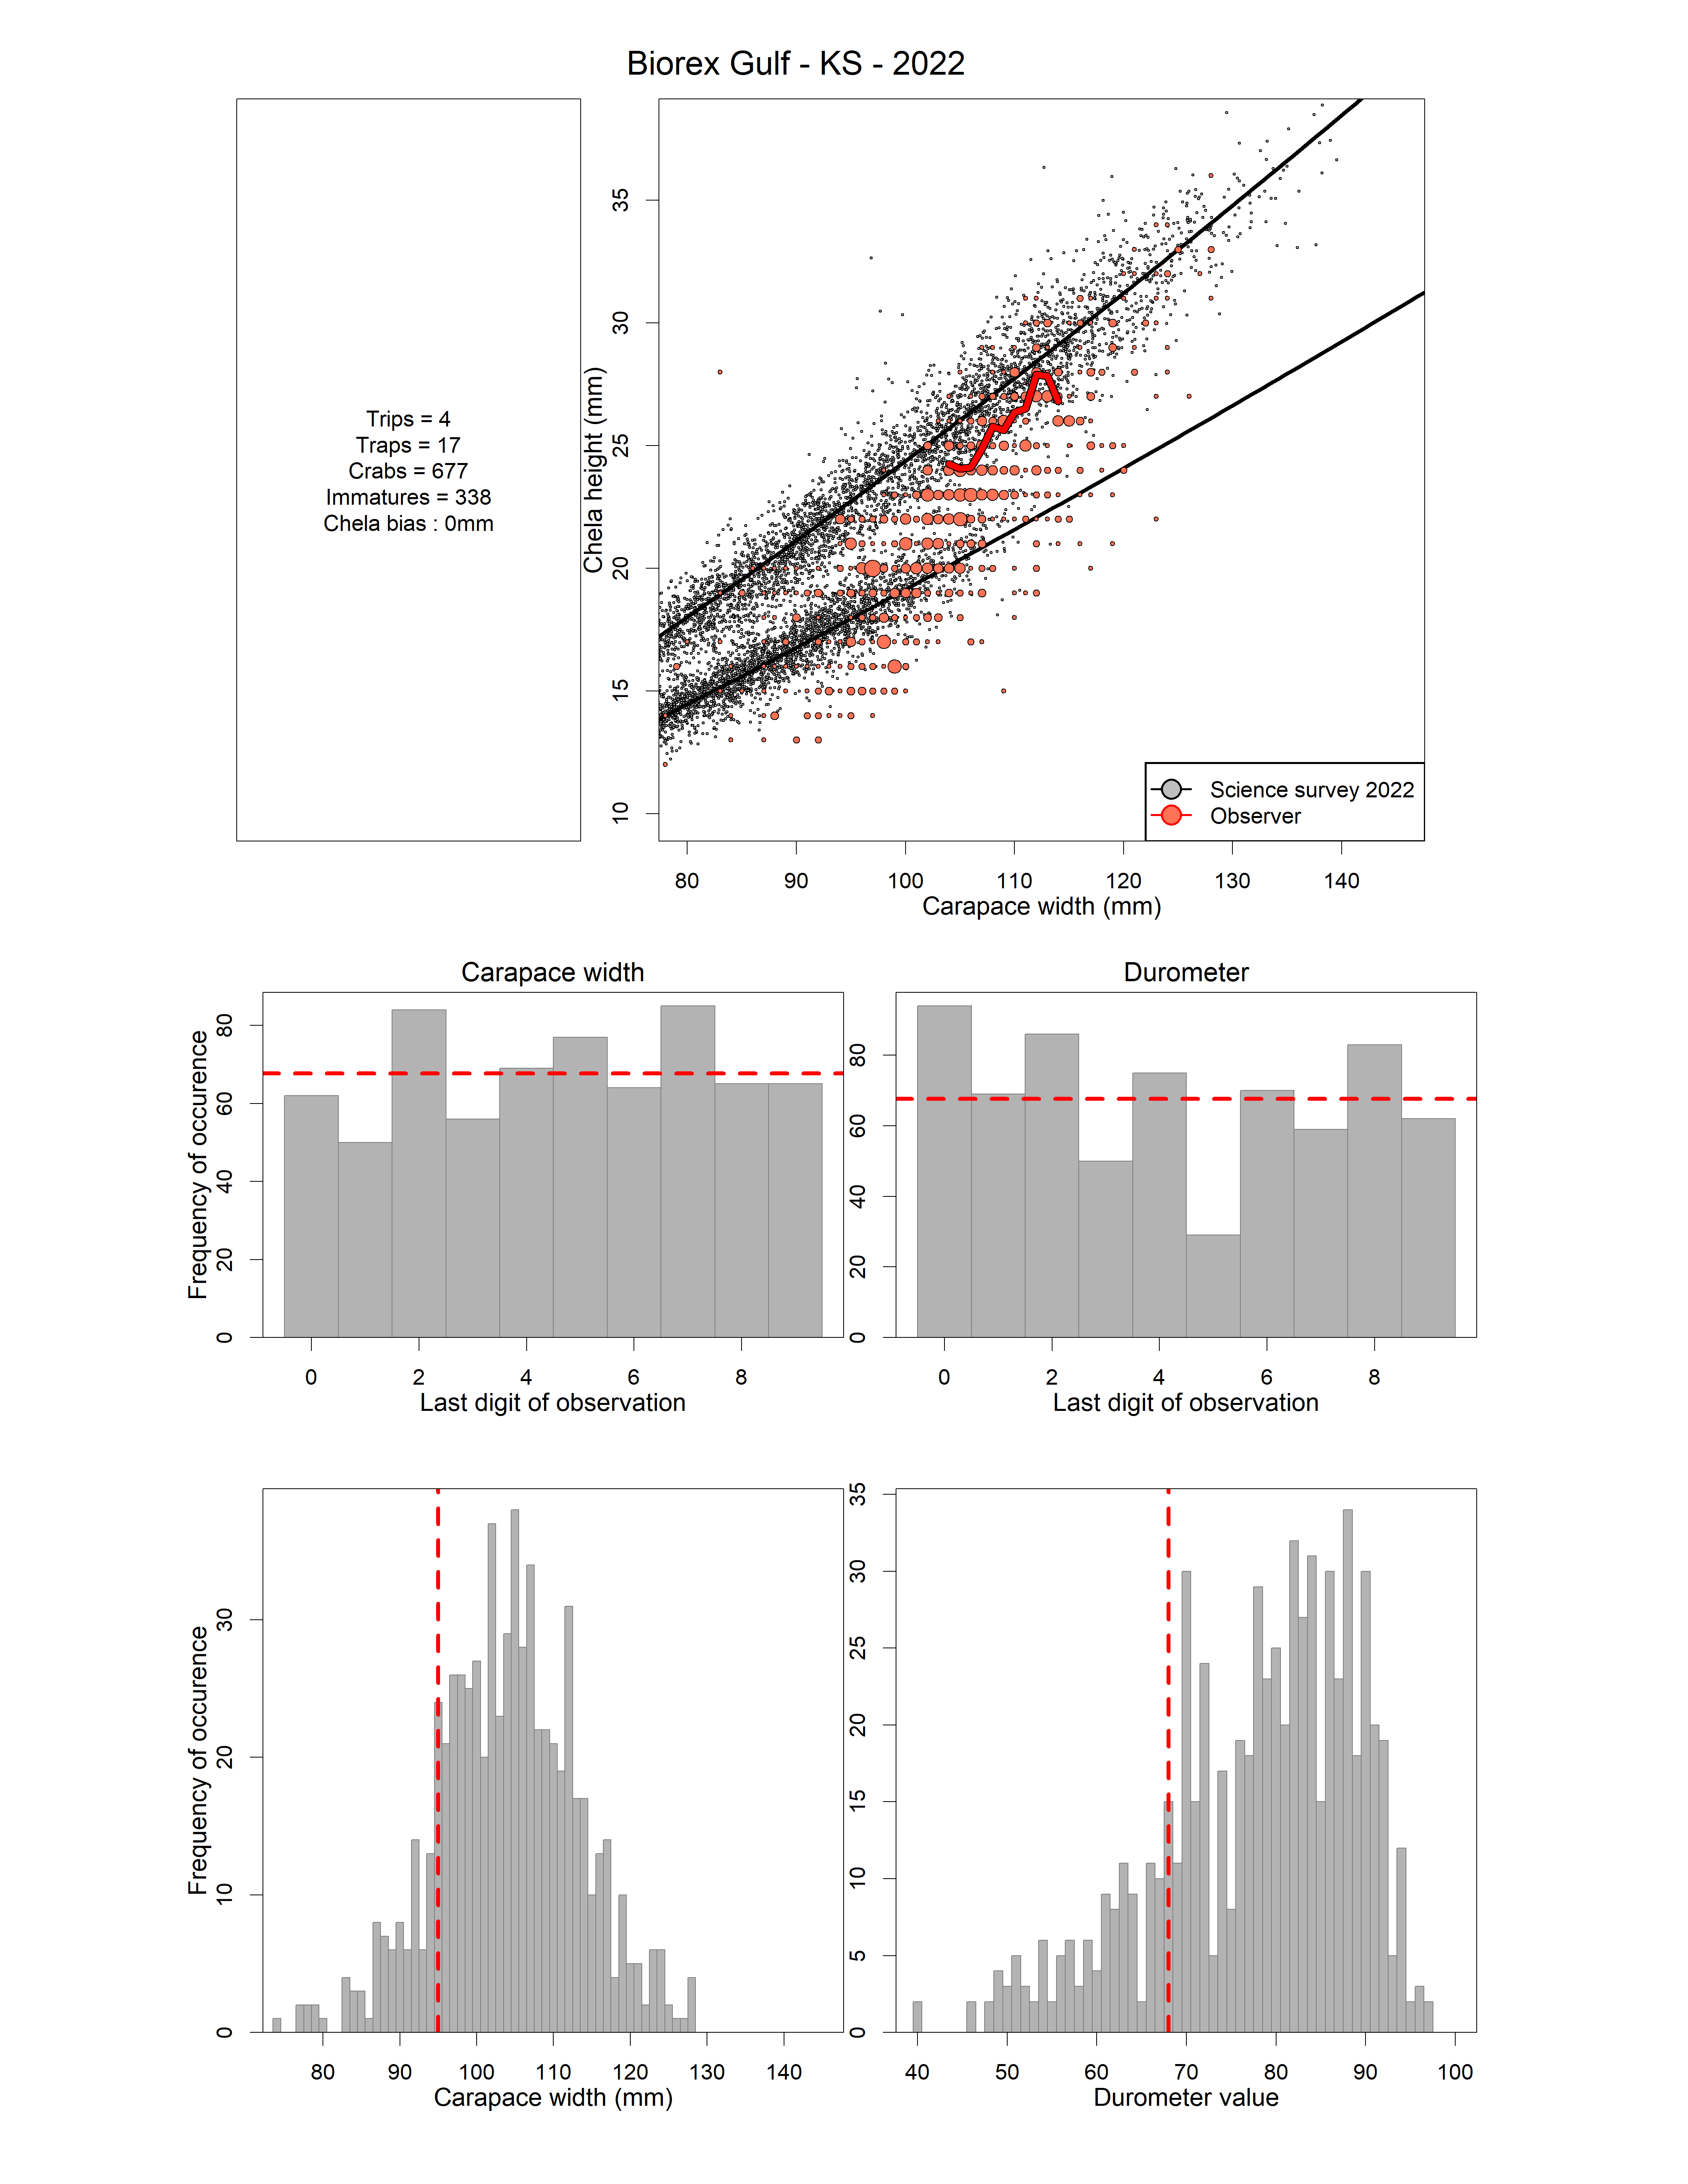 Biorex Gulf - KS - 2022
Trips = 4
Traps = 17
Crabs = 677
Immatures = 338
Chela bias : 0mm
Chela height (mm)
35
30
25
20
15
10
Science survey 2022
Observer
80 90 100 110 120 130 140
Carapace width (mm)
Carapace width
Frequency of occurence
80
60
40
20
0
0 2 4 6 8
Last digit of observation
Durometer
80
60
40
20
0
0 2 4 6 8
Last digit of observation
Frequency of occurence
30
20
10
0
80 90 100 110 120 130 140
Carapace width (mm)
35
30
25
20
15
10
5
0
40 50 60 70 80 90 100
Durometer value